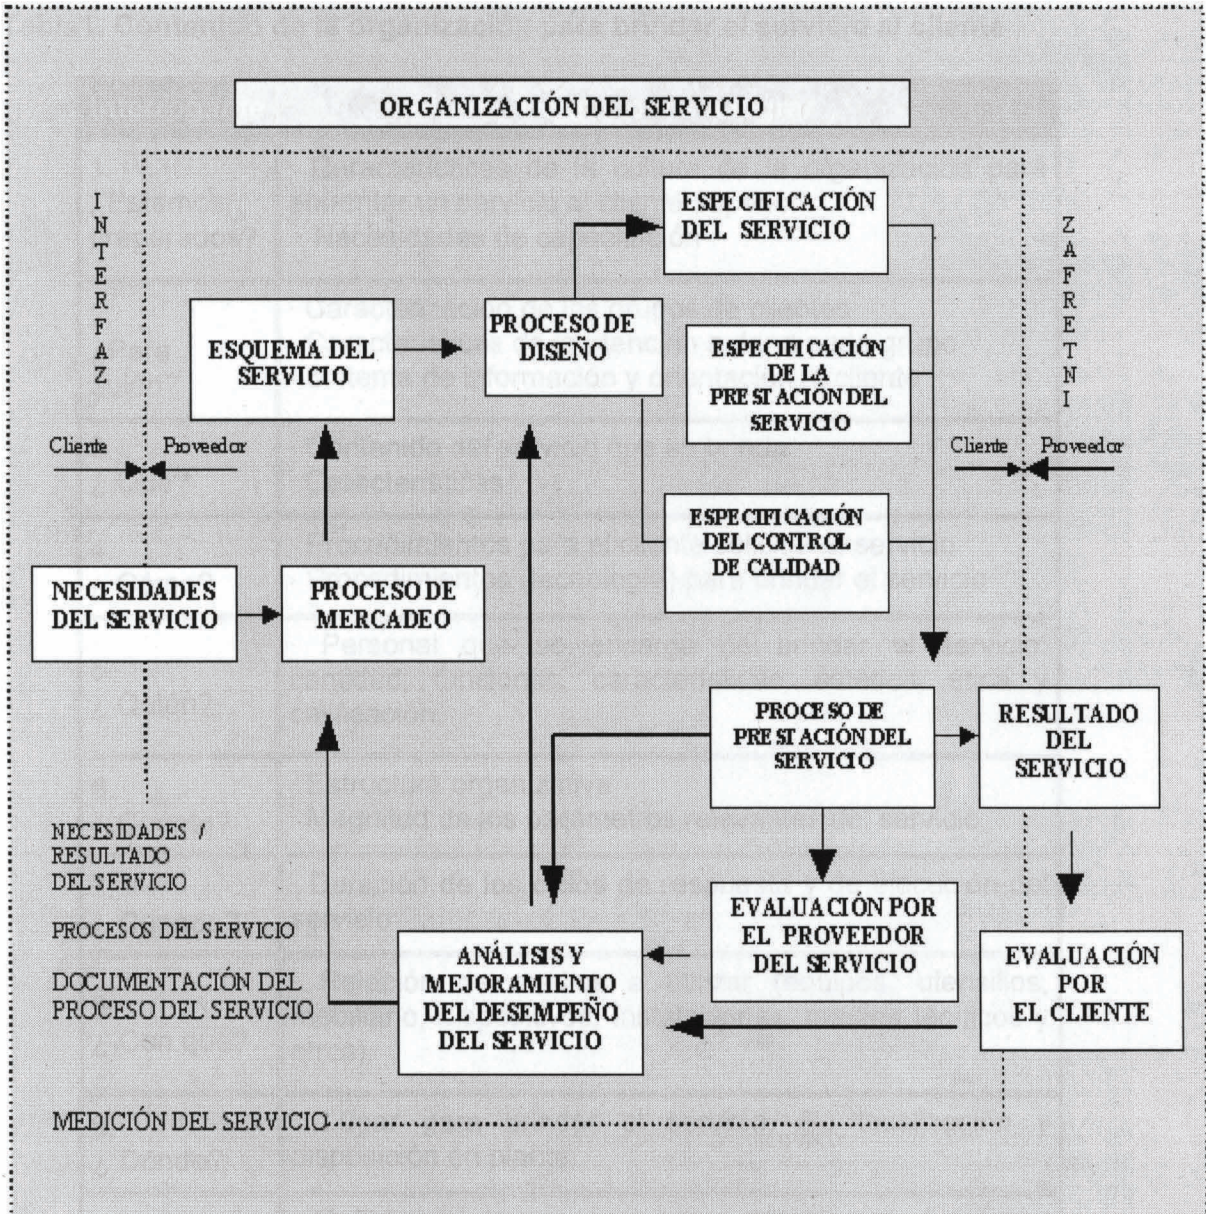 ORGANIZACIÓN DEL SERVICIO
INTERFAZ
ZAFRETNI
ESPECIFICACIÓN
DEL SERVICIO
ESQUEMA DEL
SERVICIO
PROCESO DE
DISEÑO
ESPECIFICACIÓN
DE LA
PRESTACIÓN DEL
SERVICIO
Cliente
Proveedor
Cliente
Proveedor
ESPECIFICACIÓN
DEL CONTROL
DE CALIDAD
NECESIDADES
DEL SERVICIO
PROCESO DE
MERCADEO
PROCESO DE
PRESTACIÓN DEL
SERVICIO
RESULTADO
DEL
SERVICIO
NECESIDADES /
RESULTADO
DEL SERVICIO
PROCESOS DEL SERVICIO
DOCUMENTACIÓN DEL
PROCESO DEL SERVICIO
ANÁLISIS Y
MEJORAMIENTO
DEL DESEMPEÑO
DEL SERVICIO
EVALUACIÓN POR
EL PROVEEDOR
DEL SERVICIO
EVALUACIÓN
POR
EL CLIENTE
MEDICIÓN DEL SERVICIO